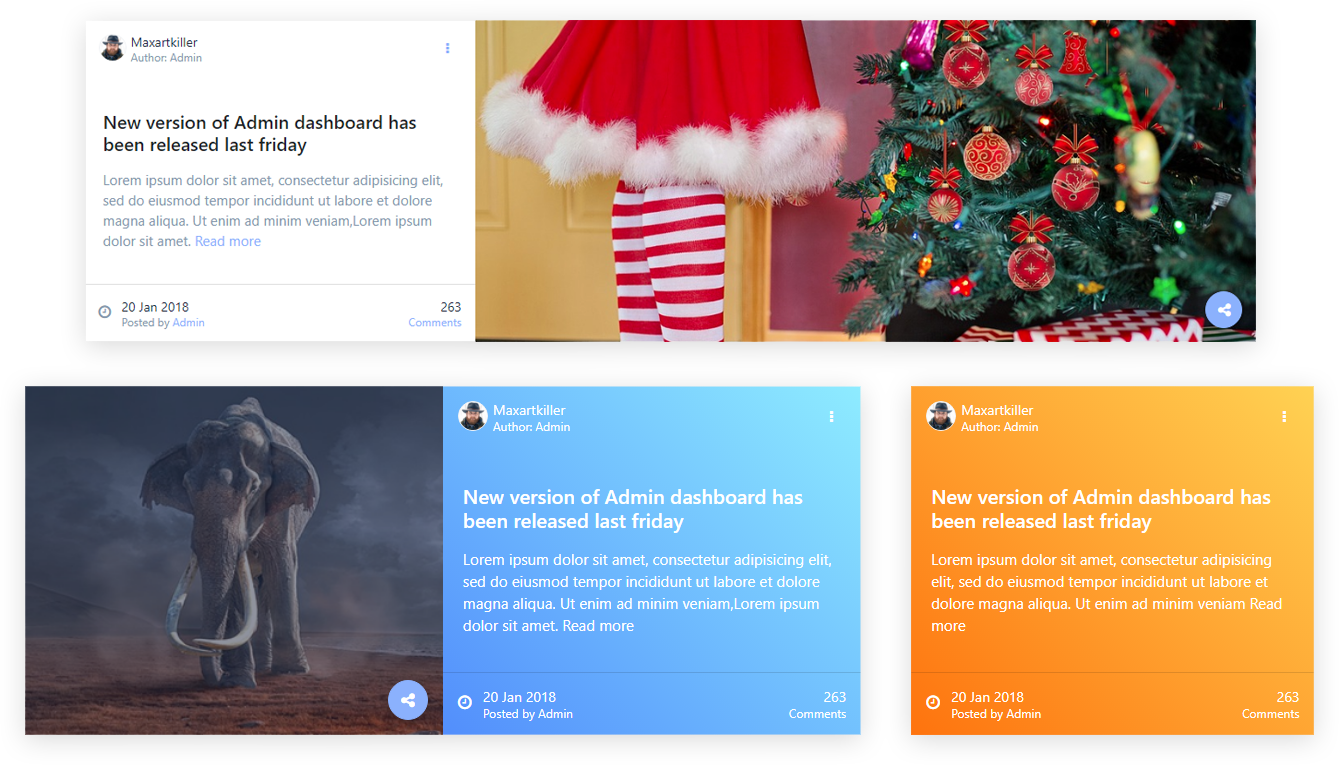 Maxartkiller
Author: Admin
New version of Admin dashboard has
been released last friday
Lorem ipsum dolor sit amet, consectetur adipisicing elit,
sed do eiusmod tempor incididunt ut labore et dolore
magna aliqua. Ut enim ad minim veniam,Lorem ipsum
dolor sit amet. Read more
20 Jan 2018
Posted by Admin
263
Comments
Maxartkiller
Author: Admin
New version of Admin dashboard has
been released last friday
Lorem ipsum dolor sit amet, consectetur adipisicing elit,
sed do eiusmod tempor incididunt ut labore et dolore
magna aliqua. Ut enim ad minim veniam,Lorem ipsum
dolor sit amet. Read more
20 Jan 2018
Posted by Admin
263
Comments
Maxartkiller
Author: Admin
New version of Admin dashboard has
been released last friday
Lorem ipsum dolor sit amet, consectetur adipisicing
elit, sed do eiusmod tempor incididunt ut labore et
dolore magna aliqua. Ut enim ad minim veniam Read
more
20 Jan 2018
Posted by Admin
263
Comments